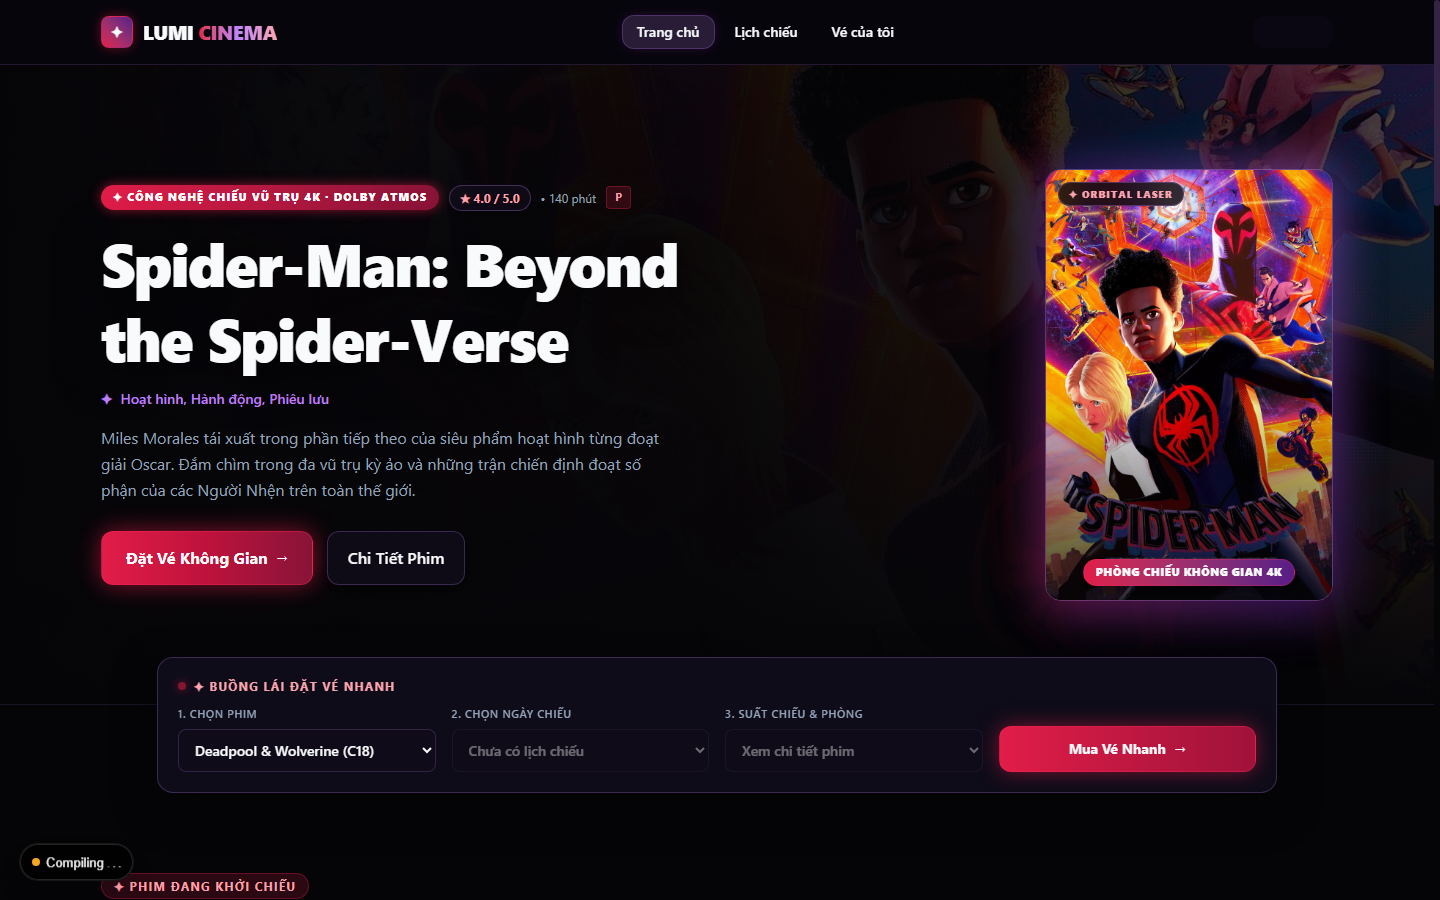 ✦ LUMI CINEMA
Trang chủ Lịch chiếu Vé của tôi
✦ CÔNG NGHỆ CHIẾU VŨ TRỤ 4K · DOLBY ATMOS ★ 4.0 / 5.0 • 140 phút P
Spider-Man: Beyond
the Spider-Verse
✦ Hoạt hình, Hành động, Phiêu lưu
Miles Morales tái xuất trong phần tiếp theo của siêu phẩm hoạt hình từng đoạt
giải Oscar. Đắm chìm trong đa vũ trụ kỳ ảo và những trận chiến định đoạt số
phận của các Người Nhện trên toàn thế giới.
Đặt Vé Không Gian →
Chi Tiết Phim
✦ ORBITAL LASER
SPIDER-MAN
PHÒNG CHIẾU KHÔNG GIAN 4K
✦ BUỒNG LÁI ĐẶT VÉ NHANH
1. CHỌN PHIM
Deadpool & Wolverine (C18)
2. CHỌN NGÀY CHIẾU
Chưa có lịch chiếu
3. SUẤT CHIẾU & PHÒNG
Xem chi tiết phim
Mua Vé Nhanh →
Compiling ...
✦ PHIM ĐANG KHỞI CHIẾU